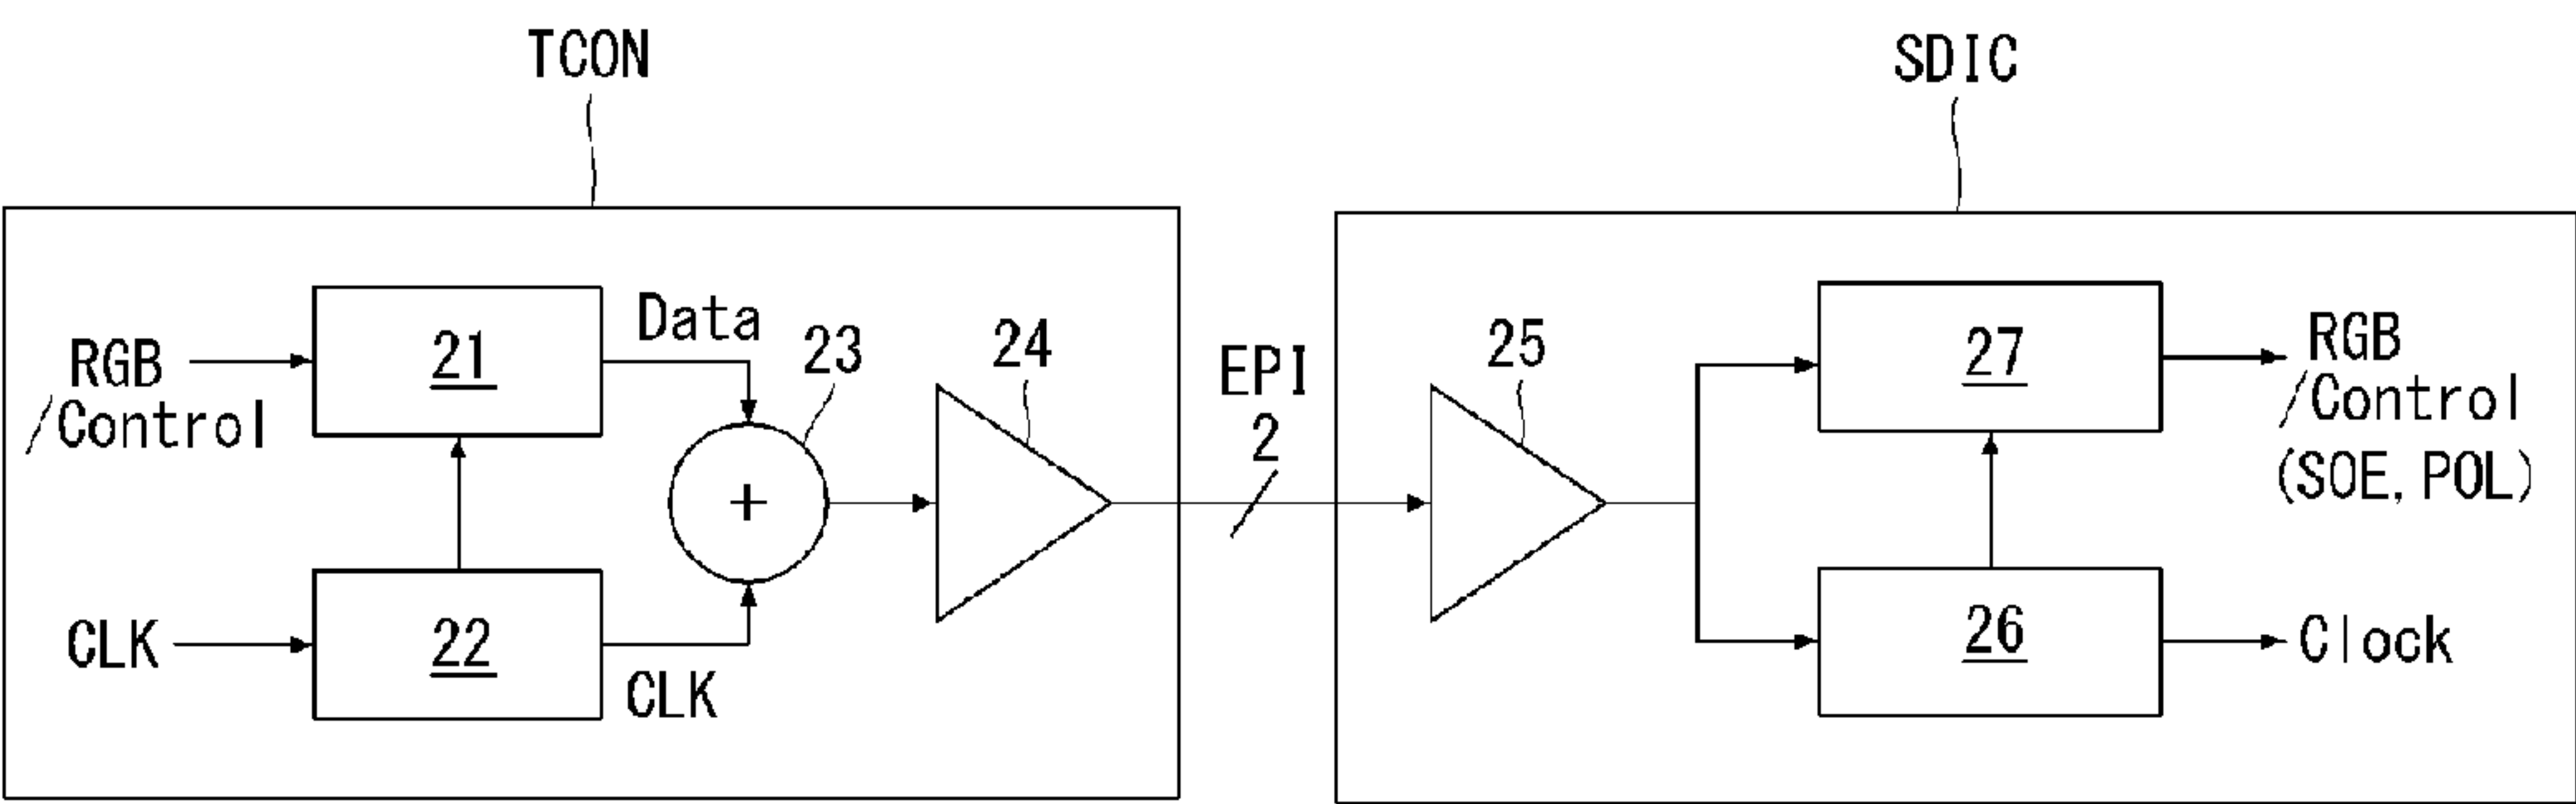 TCON
SDIC
RGB
/Control
21
Data
23
24
CLK
22
CLK
EPI
2
25
27
26
RGB
/Control
(SOE, POL)
Clock